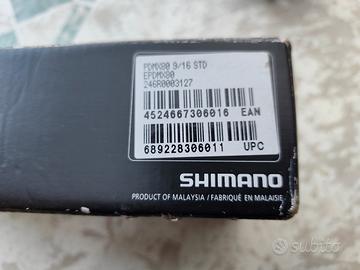 PDMX80 9/16 STD
EPDMX80
246R0003127
4524667306016 EAN
689228306011 UPC
SHIMANO
PRODUCT OF MALAYSIA / FABRIQUÉ EN MALAISIE
subito